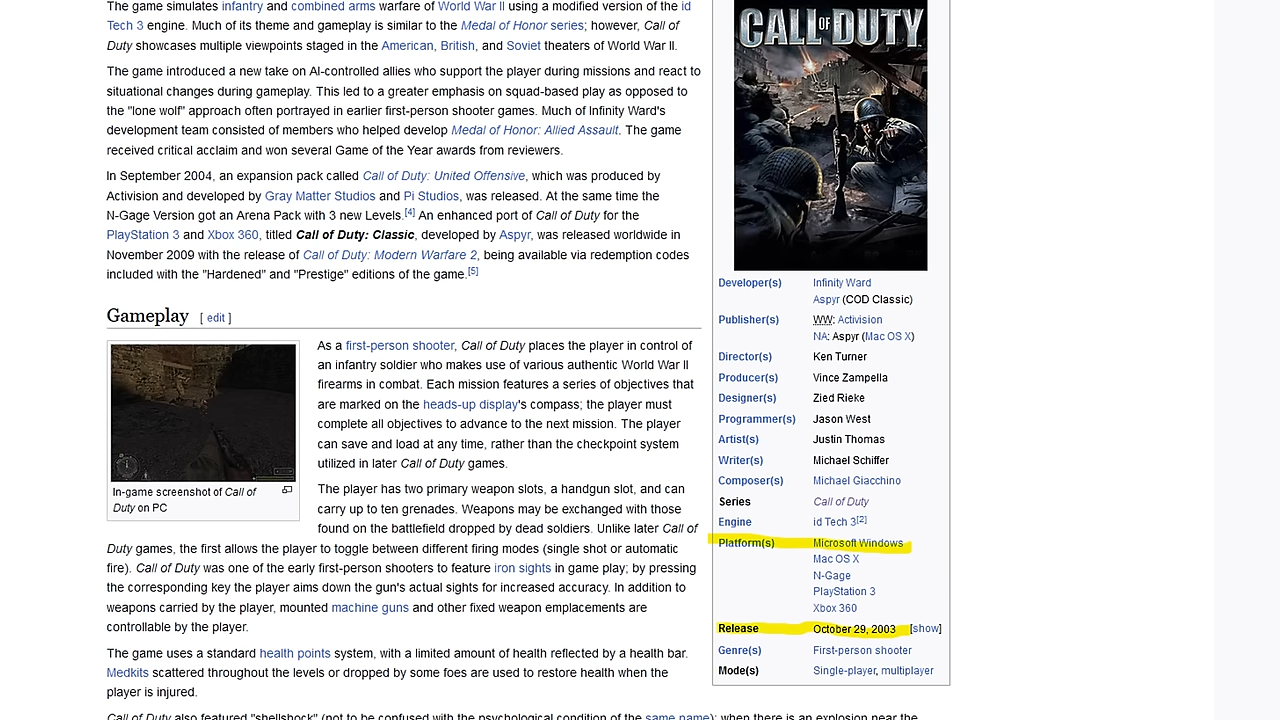 The game simulates infantry and combined arms warfare of World War II using a modified version of the id
Tech 3 engine. Much of its theme and gameplay is similar to the Medal of Honor series; however, Call of
Duty showcases multiple viewpoints staged in the American, British, and Soviet theaters of World War II.
The game introduced a new take on AI-controlled allies who support the player during missions and react to
situational changes during gameplay. This led to a greater emphasis on squad-based play as opposed to
the "lone wolf" approach often portrayed in earlier first-person shooter games. Much of Infinity Ward's
development team consisted of members who helped develop Medal of Honor: Allied Assault. The game
received critical acclaim and won several Game of the Year awards from reviewers.
In September 2004, an expansion pack called Call of Duty: United Offensive, which was produced by
Activision and developed by Gray Matter Studios and Pi Studios, was released. At the same time the
N-Gage Version got an Arena Pack with 3 new Levels.[4] An enhanced port of Call of Duty for the
PlayStation 3 and Xbox 360, titled Call of Duty: Classic, developed by Aspyr, was released worldwide in
November 2009 with the release of Call of Duty: Modern Warfare 2, being available via redemption codes
included with the "Hardened" and "Prestige" editions of the game.[5]
Gameplay [ edit ]
In-game screenshot of Call of
Duty on PC
As a first-person shooter, Call of Duty places the player in control of
an infantry soldier who makes use of various authentic World War II
firearms in combat. Each mission features a series of objectives that
are marked on the heads-up display's compass; the player must
complete all objectives to advance to the next mission. The player
can save and load at any time, rather than the checkpoint system
utilized in later Call of Duty games.
The player has two primary weapon slots, a handgun slot, and can
carry up to ten grenades. Weapons may be exchanged with those
found on the battlefield dropped by dead soldiers. Unlike later Call of
Duty games, the first allows the player to toggle between different firing modes (single shot or automatic
fire). Call of Duty was one of the early first-person shooters to feature iron sights in game play; by pressing
the corresponding key the player aims down the gun's actual sights for increased accuracy. In addition to
weapons carried by the player, mounted machine guns and other fixed weapon emplacements are
controllable by the player.
The game uses a standard health points system, with a limited amount of health reflected by a health bar.
Medkits scattered throughout the levels or dropped by some foes are used to restore health when the
player is injured.
Call of Duty also featured "shellshock" (not to be confused with the psychological condition of the same name): when there is an explosion near the
CALL OF DUTY
Developer(s) Infinity Ward
Aspyr (COD Classic)
Publisher(s) WW: Activision
NA: Aspyr (Mac OS X)
Director(s) Ken Turner
Producer(s) Vince Zampella
Designer(s) Zied Rieke
Programmer(s) Jason West
Artist(s) Justin Thomas
Writer(s) Michael Schiffer
Composer(s) Michael Giacchino
Series Call of Duty
Engine id Tech 3[2]
Platform(s) Microsoft Windows
Mac OS X
N-Gage
PlayStation 3
Xbox 360
Release October 29, 2003 [show]
Genre(s) First-person shooter
Mode(s) Single-player, multiplayer